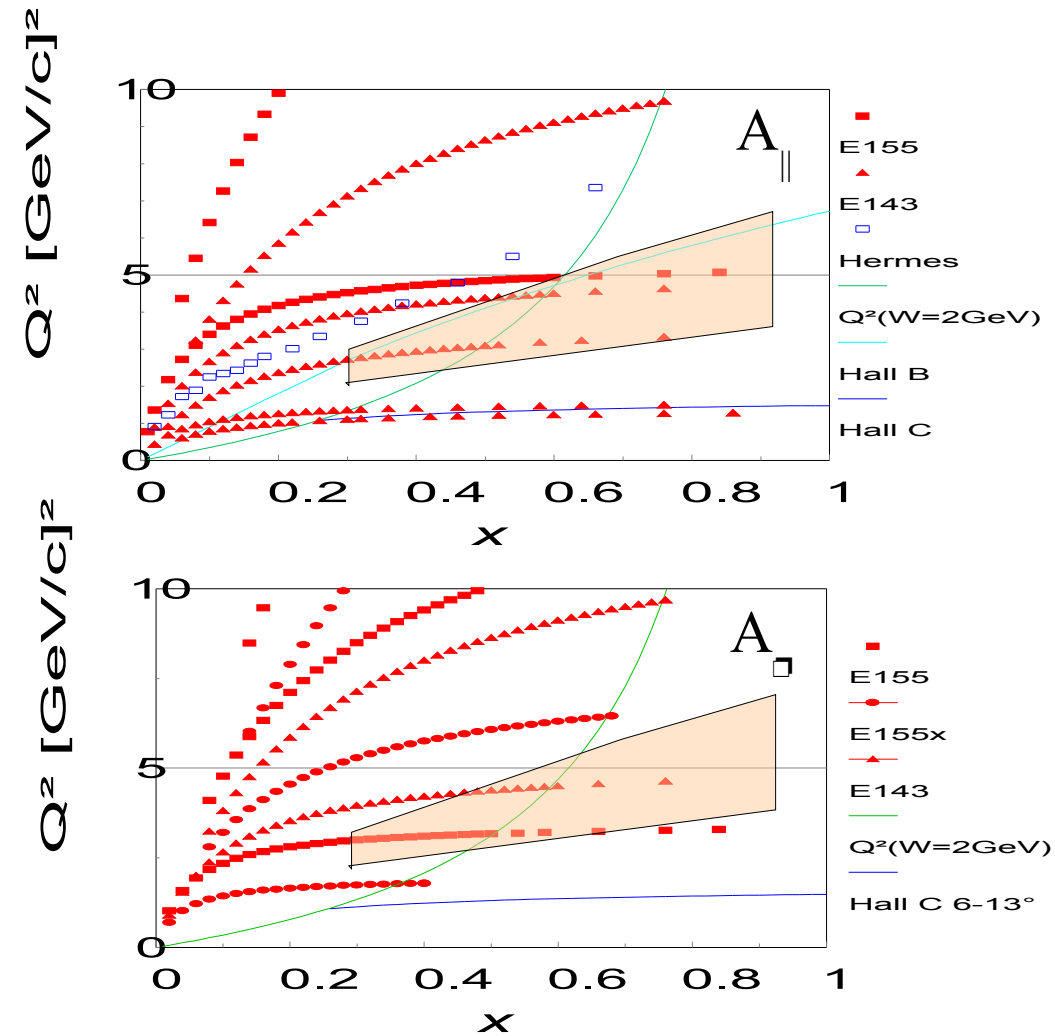 Q² [GeV/c]²
10
5
0
0 0.2 0.4 0.6 0.8 1
x
A||
E155
E143
Hermes
Q²(W=2GeV)
Hall B
Hall C
Q² [GeV/c]²
10
5
0
0 0.2 0.4 0.6 0.8 1
x
A❒
E155
E155x
E143
Q²(W=2GeV)
Hall C 6-13°